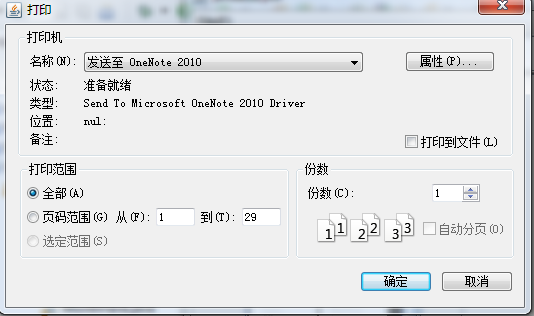 打印
打印机
名称(N): 发送至 OneNote 2010 属性(P)...
状态: 准备就绪
类型: Send To Microsoft OneNote 2010 Driver
位置: nul:
备注: 打印到文件(L)
打印范围
全部(A)
页码范围(G) 从(F): 1 到(T): 29
选定范围(S)
份数
份数(C): 1
1 1 2 2 3 3 自动分页(O)
确定 取消